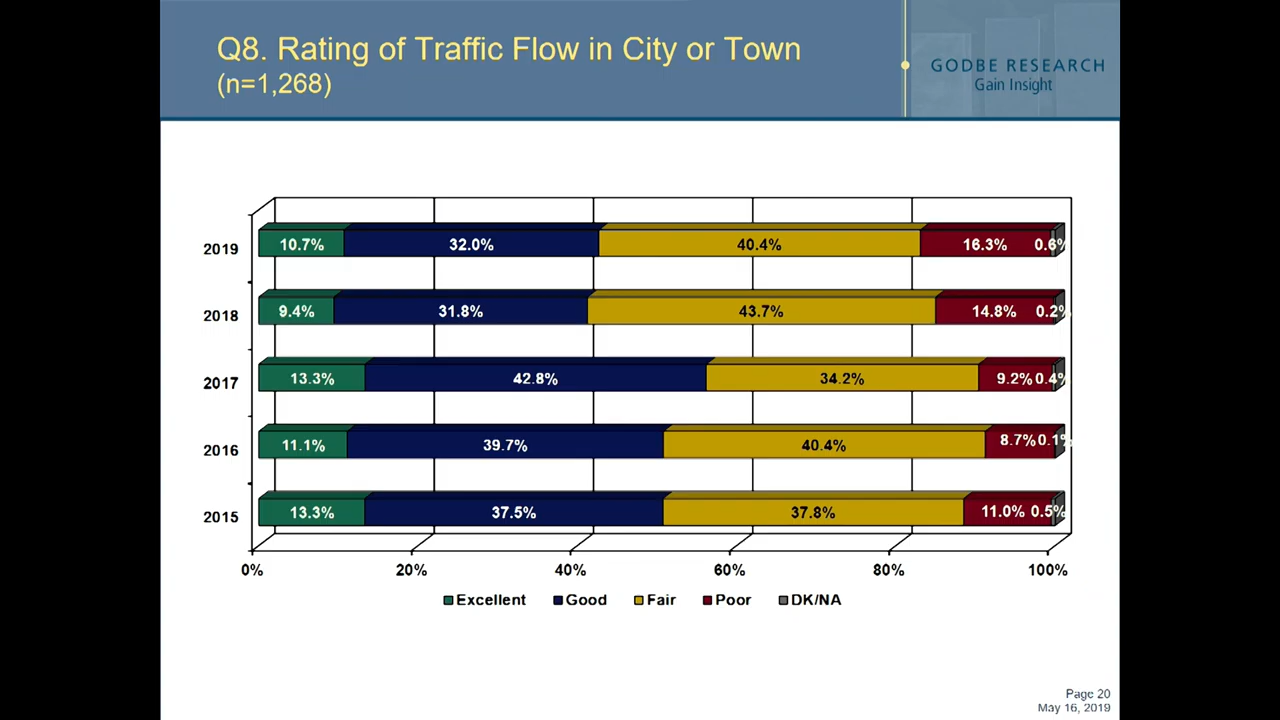 Q8. Rating of Traffic Flow in City or Town
(n=1,268)
GODBE RESEARCH
Gain Insight
2019 10.7% 32.0% 40.4% 16.3% 0.6%
2018 9.4% 31.8% 43.7% 14.8% 0.2%
2017 13.3% 42.8% 34.2% 9.2% 0.4%
2016 11.1% 39.7% 40.4% 8.7% 0.1%
2015 13.3% 37.5% 37.8% 11.0% 0.5%
0% 20% 40% 60% 80% 100%
Excellent Good Fair Poor DK/NA
Page 20
May 16, 2019